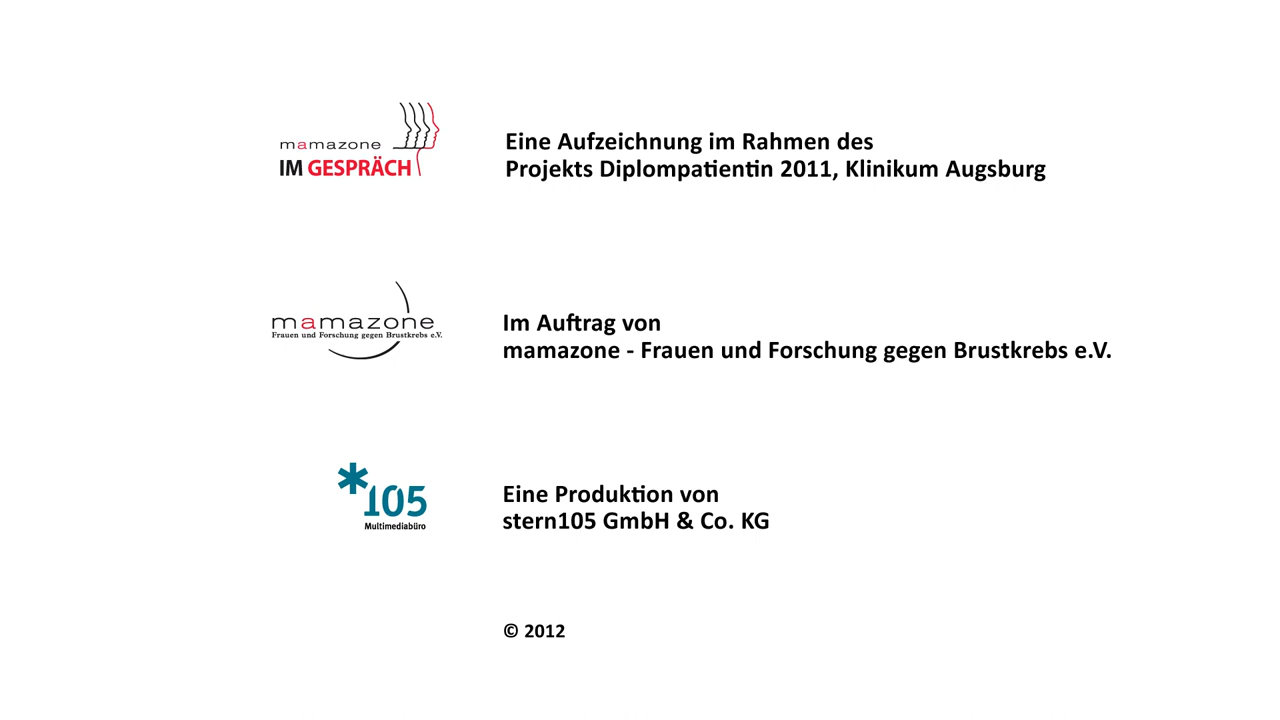 mamazone
IM GESPRÄCH
Eine Aufzeichnung im Rahmen des
Projekts Diplompatientin 2011, Klinikum Augsburg
mamazone
Frauen und Forschung gegen Brustkrebs e.V.
Im Auftrag von
mamazone - Frauen und Forschung gegen Brustkrebs e.V.
*105
Multimediabüro
Eine Produktion von
stern105 GmbH & Co. KG
© 2012